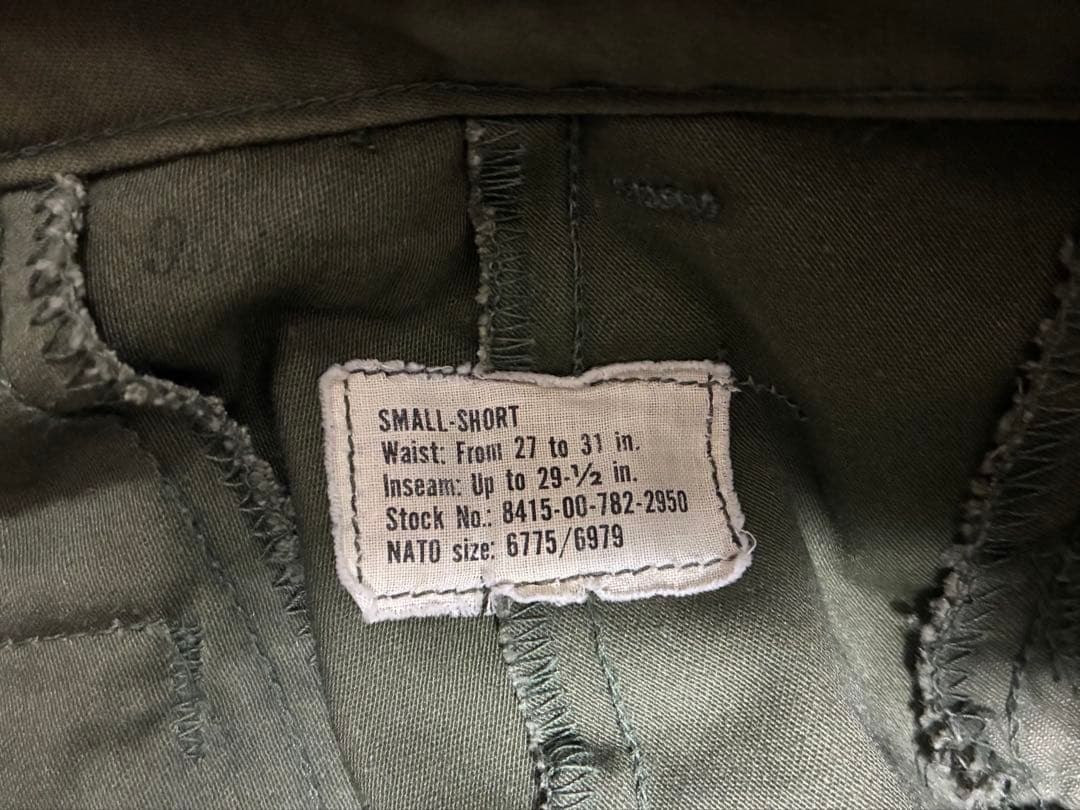 SMALL-SHORT
Waist: From 27 to 31 in.
Inseam: Up to 29-½ in.
Stock No.: 8415-00-782-2950
NATO size: 6775/6979